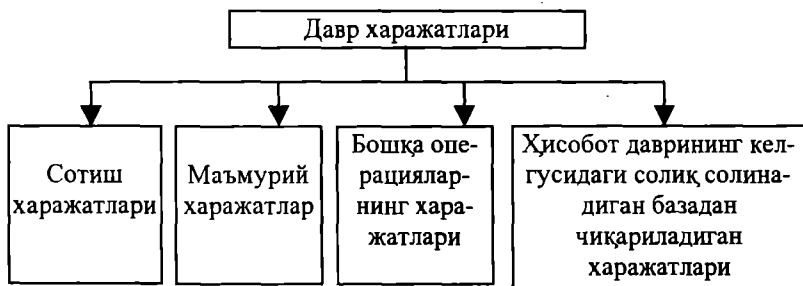 Давр харажатлари
Сотиш
харажатлари
Маъмурий
харажатлар
Бошқа опе-
рацияляр-
нинг хара-
жатлари
Ҳисобот даврининг кел-
гусидаги солиқ солина-
диган базадан
чиқариладиган
харажатлари